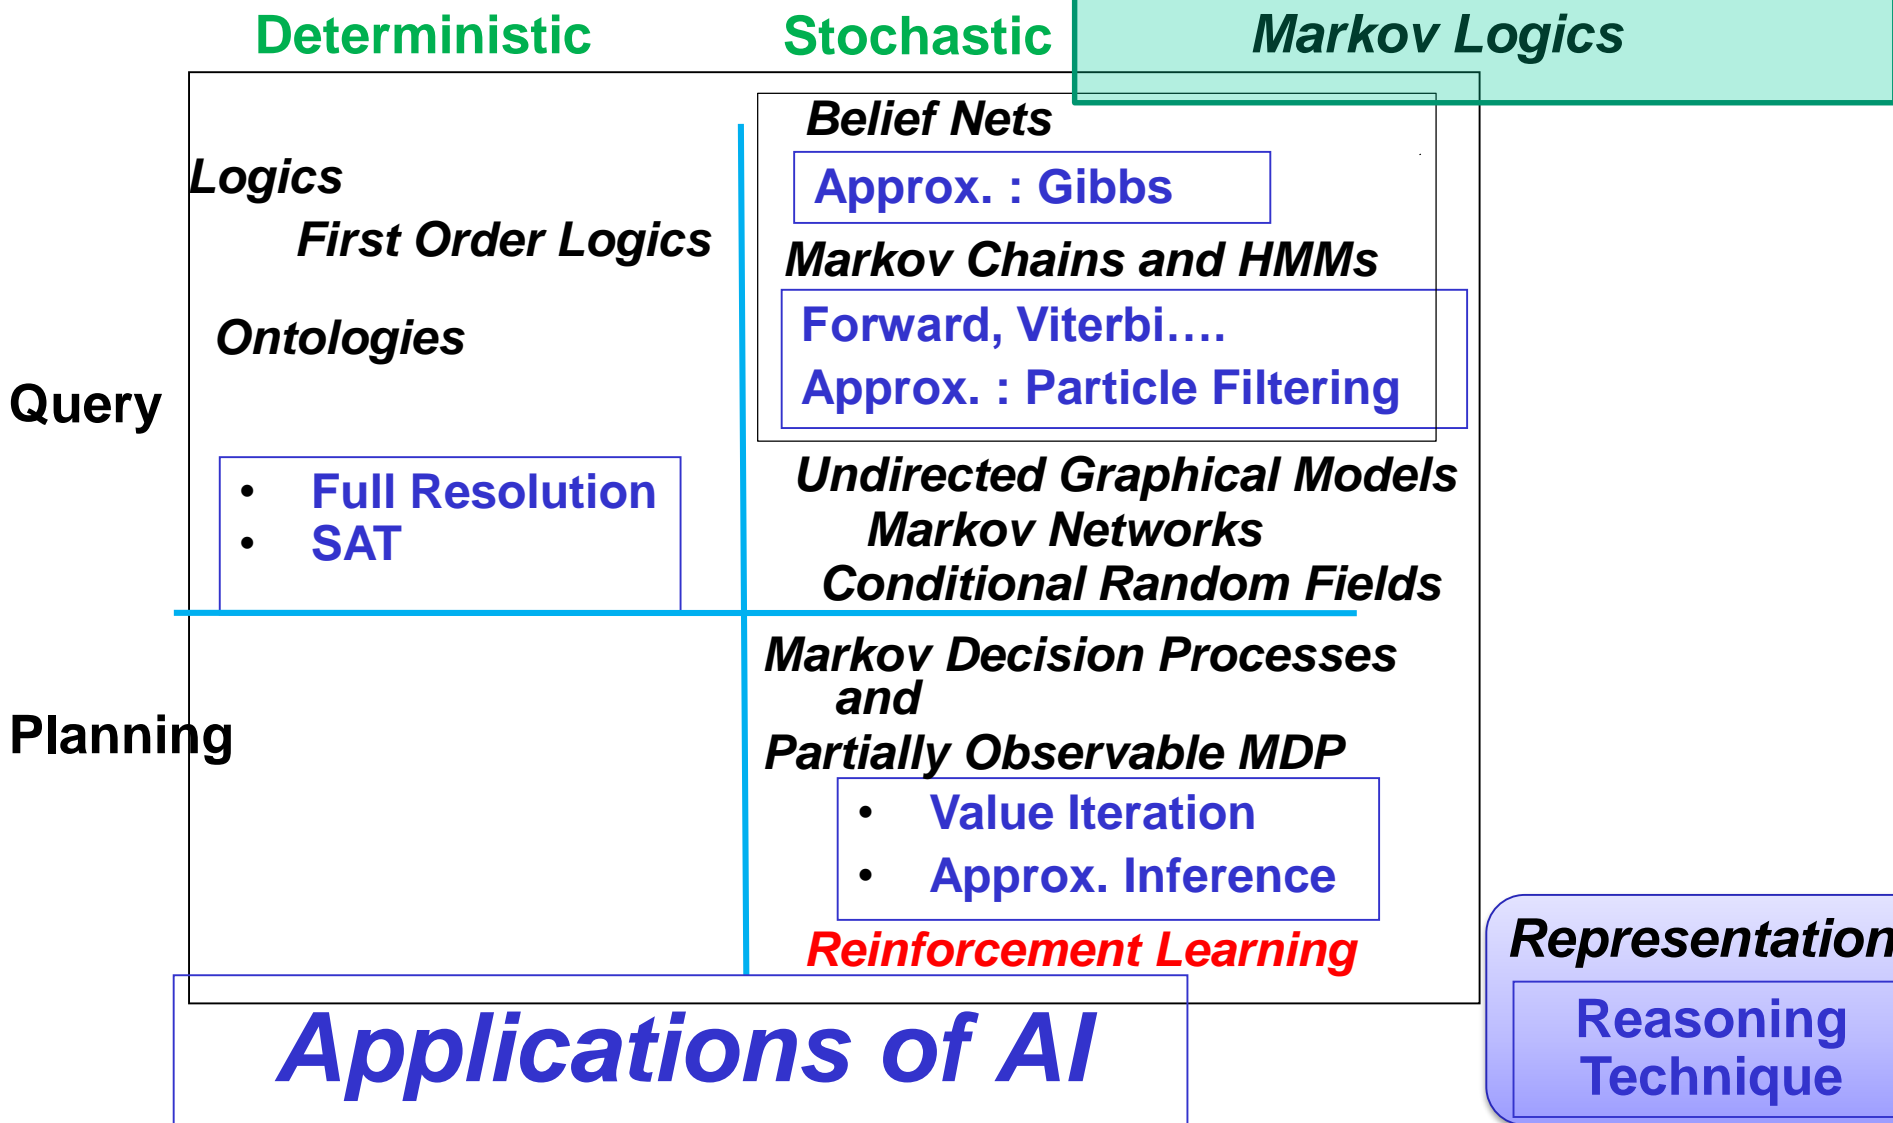 Deterministic
Stochastic
Markov Logics
Belief Nets
Logics
Approx. : Gibbs
First Order Logics
Markov Chains and HMMs
Ontologies
Forward, Viterbi….
Approx. : Particle Filtering
Query
• Full Resolution
• SAT
Undirected Graphical Models
Markov Networks
Conditional Random Fields
Markov Decision Processes
and
Partially Observable MDP
Planning
• Value Iteration
• Approx. Inference
Reinforcement Learning
Applications of AI
Representation
Reasoning
Technique